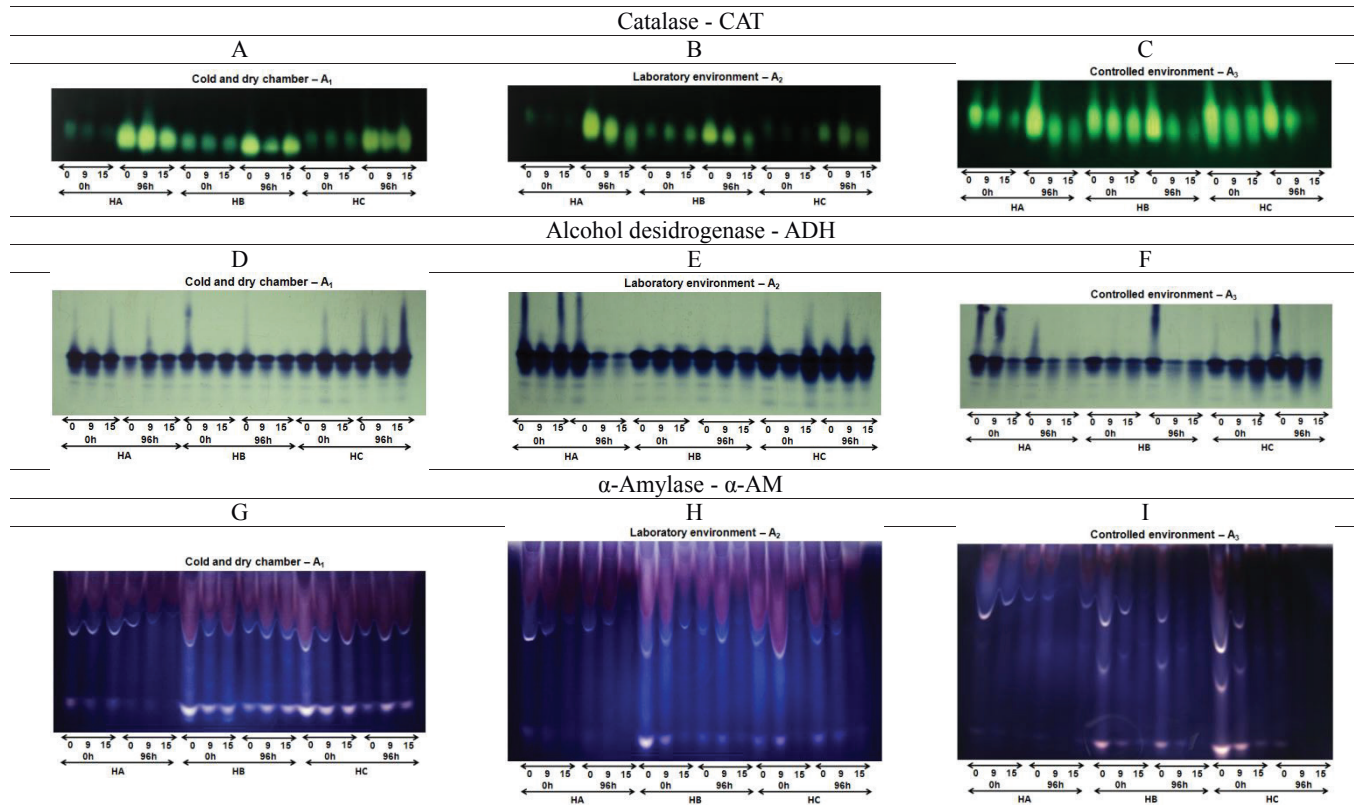 Catalase - CAT
A B C
Cold and dry chamber – A₁ Laboratory environment – A₂ Controlled environment – A₃
0 9 15 0 9 15 0 9 15 0 9 15 0 9 15 0 9 15
0h 96h 0h 96h 0h 96h
HA HB HC
0 9 15 0 9 15 0 9 15 0 9 15 0 9 15 0 9 15
0h 96h 0h 96h 0h 96h
HA HB HC
0 9 15 0 9 15 0 9 15 0 9 15 0 9 15 0 9 15
0h 96h 0h 96h 0h 96h
HA HB HC
Alcohol desidrogenase - ADH
D E F
Cold and dry chamber – A₁ Laboratory environment – A₂ Controlled environment – A₃
0 9 15 0 9 15 0 9 15 0 9 15 0 9 15 0 9 15
0h 96h 0h 96h 0h 96h
HA HB HC
0 9 15 0 9 15 0 9 15 0 9 15 0 9 15 0 9 15
0h 96h 0h 96h 0h 96h
HA HB HC
0 9 15 0 9 15 0 9 15 0 9 15 0 9 15 0 9 15
0h 96h 0h 96h 0h 96h
HA HB HC
α-Amylase - α-AM
G H I
Cold and dry chamber – A₁ Laboratory environment – A₂ Controlled environment – A₃
0 9 15 0 9 15 0 9 15 0 9 15 0 9 15 0 9 15
0h 96h 0h 96h 0h 96h
HA HB HC
0 9 15 0 9 15 0 9 15 0 9 15 0 9 15 0 9 15
0h 96h 0h 96h 0h 96h
HA HB HC
0 9 15 0 9 15 0 9 15 0 9 15 0 9 15 0 9 15
0h 96h 0h 96h 0h 96h
HA HB HC